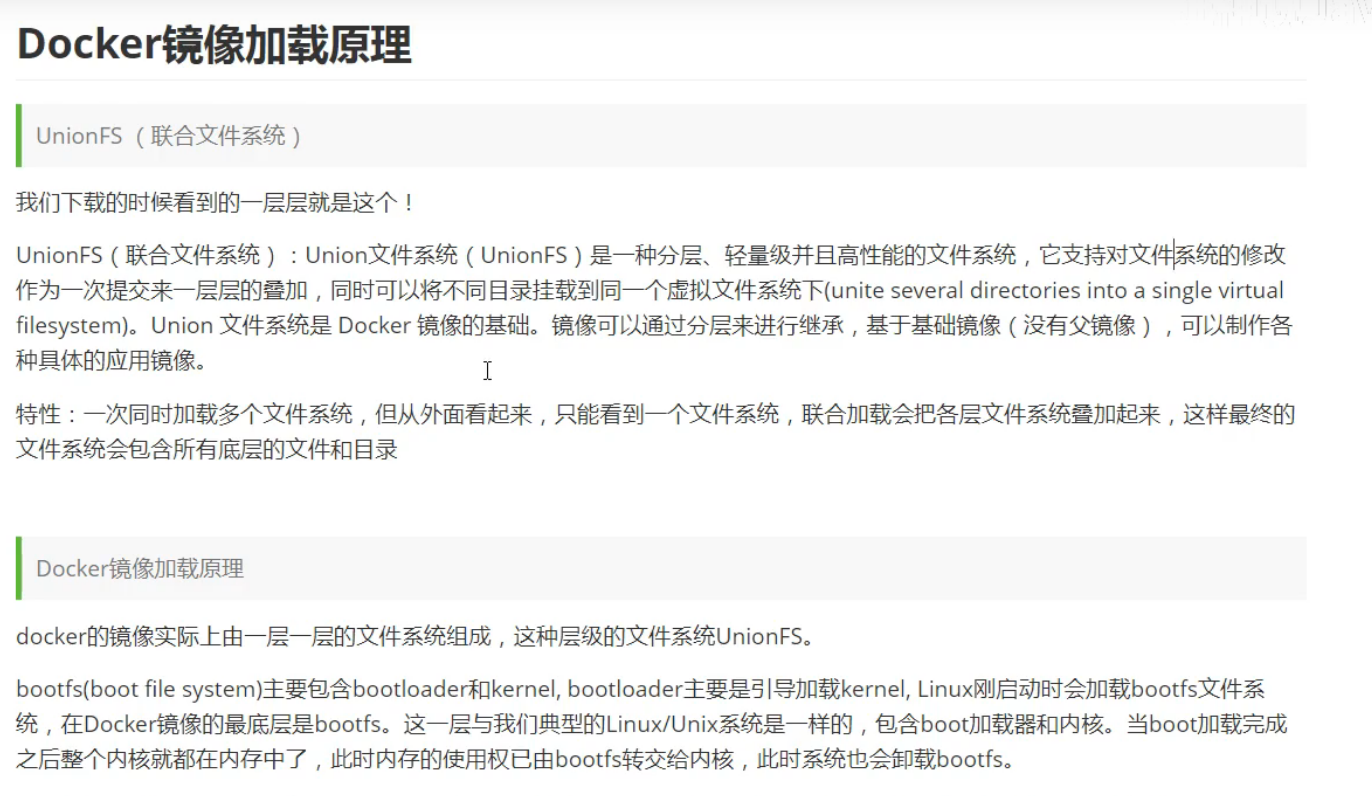 Docker镜像加载原理
UnionFS （联合文件系统）
我们下载的时候看到的一层层就是这个！
UnionFS（联合文件系统）：Union文件系统（UnionFS）是一种分层、轻量级并且高性能的文件系统，它支持对文件系统的修改
作为一次提交来一层层的叠加，同时可以将不同目录挂载到同一个虚拟文件系统下(unite several directories into a single virtual
filesystem)。Union 文件系统是 Docker 镜像的基础。镜像可以通过分层来进行继承，基于基础镜像（没有父镜像），可以制作各
种具体的应用镜像。
特性：一次同时加载多个文件系统，但从外面看起来，只能看到一个文件系统，联合加载会把各层文件系统叠加起来，这样最终的
文件系统会包含所有底层的文件和目录
Docker镜像加载原理
docker的镜像实际上由一层一层的文件系统组成，这种层级的文件系统UnionFS。
bootfs(boot file system)主要包含bootloader和kernel, bootloader主要是引导加载kernel, Linux刚启动时会加载bootfs文件系
统，在Docker镜像的最底层是bootfs。这一层与我们典型的Linux/Unix系统是一样的，包含boot加载器和内核。当boot加载完成
之后整个内核就都在内存中了，此时内存的使用权已由bootfs转交给内核，此时系统也会卸载bootfs。